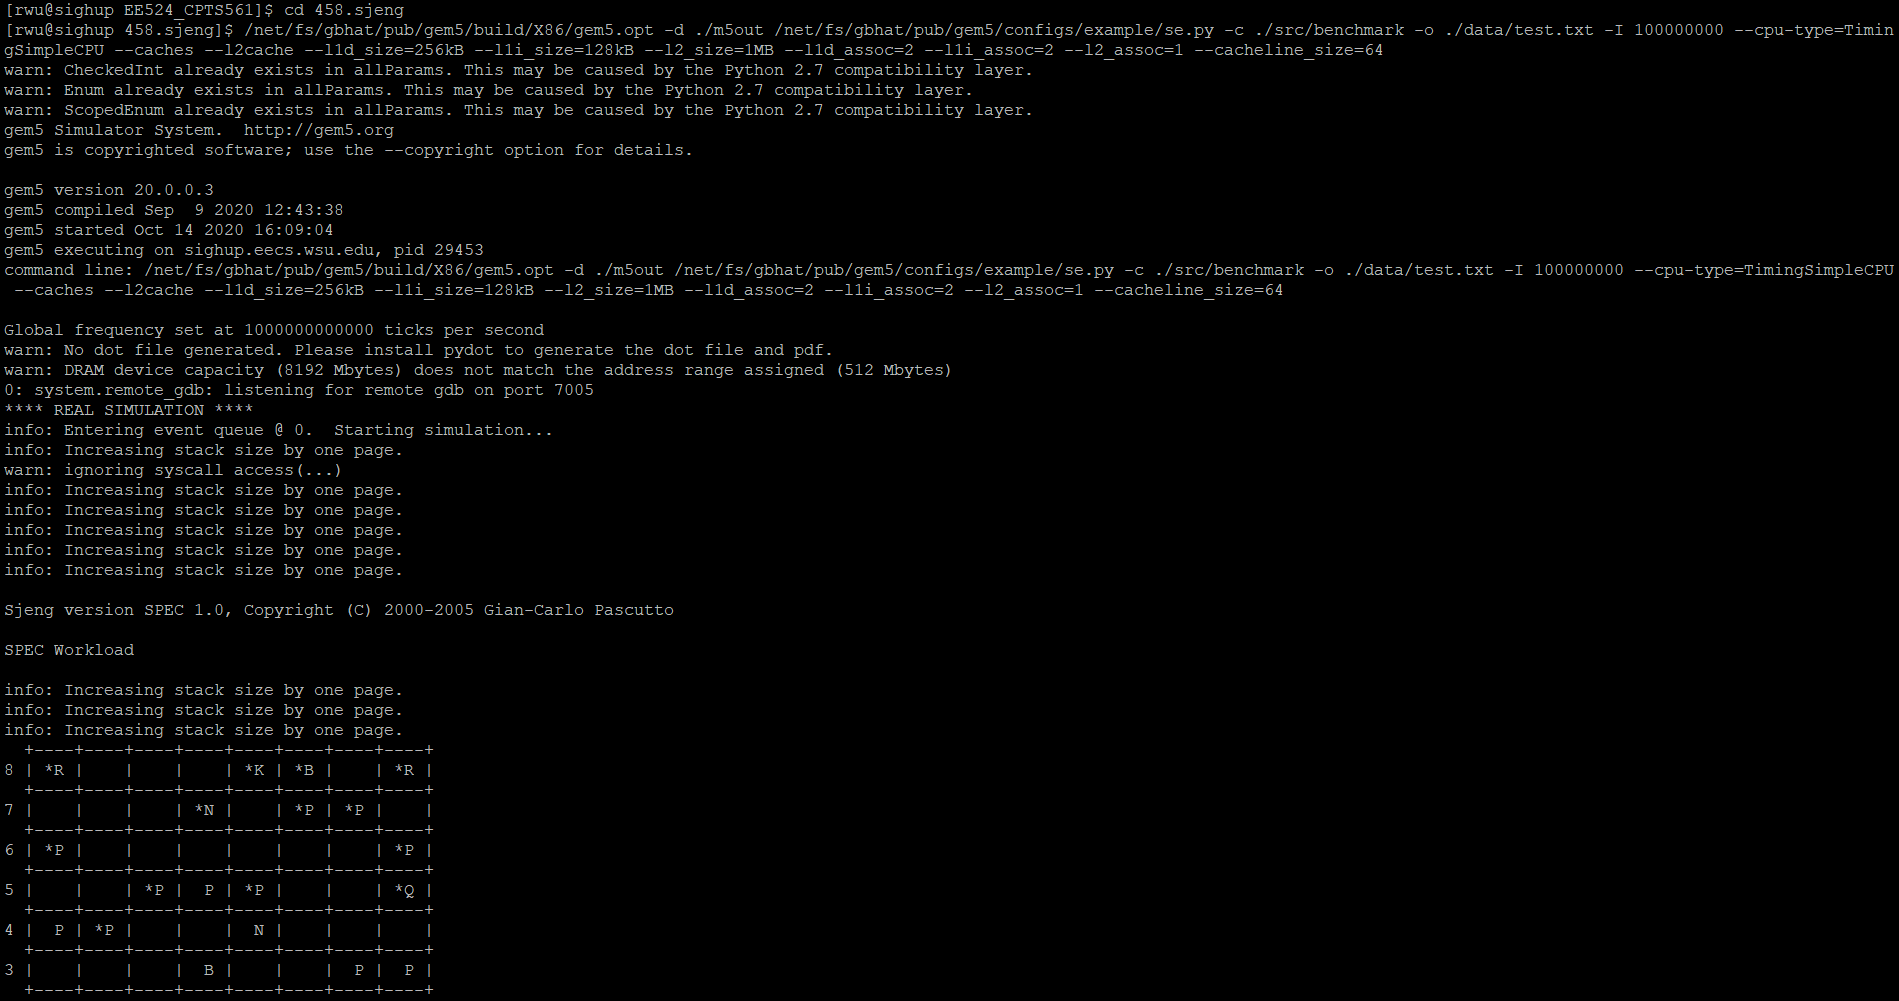 [rwu@sighup EE524_CPTS561]$ cd 458.sjeng
[rwu@sighup 458.sjeng]$ /net/fs/gbhat/pub/gem5/build/X86/gem5.opt -d ./m5out /net/fs/gbhat/pub/gem5/configs/example/se.py -c ./src/benchmark -o ./data/test.txt -I 100000000 --cpu-type=Timin
gSimpleCPU --caches --l2cache --l1d_size=256kB --l1i_size=128kB --l2_size=1MB --l1d_assoc=2 --l1i_assoc=2 --l2_assoc=1 --cacheline_size=64
warn: CheckedInt already exists in allParams. This may be caused by the Python 2.7 compatibility layer.
warn: Enum already exists in allParams. This may be caused by the Python 2.7 compatibility layer.
warn: ScopedEnum already exists in allParams. This may be caused by the Python 2.7 compatibility layer.
gem5 Simulator System.  http://gem5.org
gem5 is copyrighted software; use the --copyright option for details.

gem5 version 20.0.0.3
gem5 compiled Sep  9 2020 12:43:38
gem5 started Oct 14 2020 16:09:04
gem5 executing on sighup.eecs.wsu.edu, pid 29453
command line: /net/fs/gbhat/pub/gem5/build/X86/gem5.opt -d ./m5out /net/fs/gbhat/pub/gem5/configs/example/se.py -c ./src/benchmark -o ./data/test.txt -I 100000000 --cpu-type=TimingSimpleCPU
 --caches --l2cache --l1d_size=256kB --l1i_size=128kB --l2_size=1MB --l1d_assoc=2 --l1i_assoc=2 --l2_assoc=1 --cacheline_size=64

Global frequency set at 1000000000000 ticks per second
warn: No dot file generated. Please install pydot to generate the dot file and pdf.
warn: DRAM device capacity (8192 Mbytes) does not match the address range assigned (512 Mbytes)
0: system.remote_gdb: listening for remote gdb on port 7005
**** REAL SIMULATION ****
info: Entering event queue @ 0.  Starting simulation...
info: Increasing stack size by one page.
warn: ignoring syscall access(...)
info: Increasing stack size by one page.
info: Increasing stack size by one page.
info: Increasing stack size by one page.
info: Increasing stack size by one page.
info: Increasing stack size by one page.

Sjeng version SPEC 1.0, Copyright (C) 2000-2005 Gian-Carlo Pascutto

SPEC Workload

info: Increasing stack size by one page.
info: Increasing stack size by one page.
info: Increasing stack size by one page.
  +----+----+----+----+----+----+----+----+
8 | *R |    |    |    | *K | *B |    | *R |
  +----+----+----+----+----+----+----+----+
7 |    |    |    | *N |    | *P | *P |    |
  +----+----+----+----+----+----+----+----+
6 | *P |    |    |    |    |    |    | *P |
  +----+----+----+----+----+----+----+----+
5 |    |    | *P |  P | *P |    |    | *Q |
  +----+----+----+----+----+----+----+----+
4 |  P | *P |    |    |  N |    |    |    |
  +----+----+----+----+----+----+----+----+
3 |    |    |    |  B |    |    |  P |  P |
  +----+----+----+----+----+----+----+----+